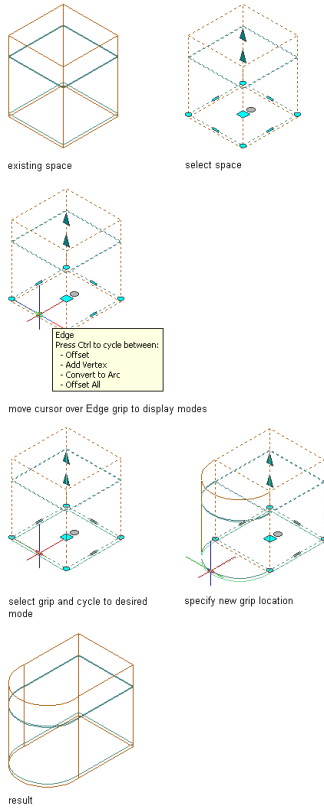 existing space
select space
Edge
Press Ctrl to cycle between:
- Offset
- Add Vertex
- Convert to Arc
- Offset All
move cursor over Edge grip to display modes
select grip and cycle to desired
mode
specify new grip location
result